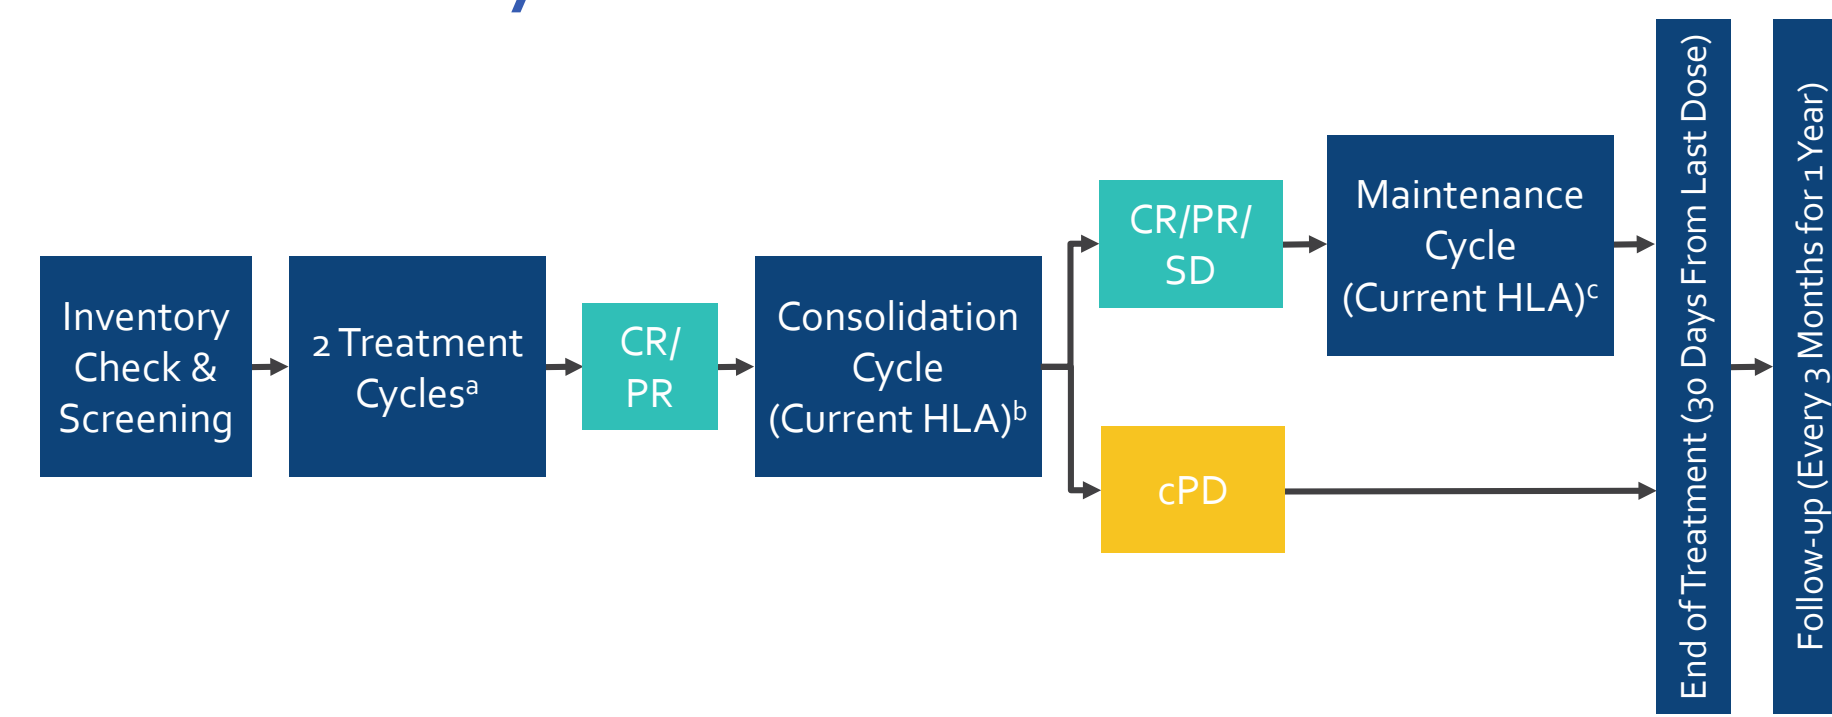 Inventory
Check &
Screening
2 Treatment
Cyclesᵃ
CR/
PR
Consolidation
Cycle
(Current HLA)ᵇ
CR/PR/
SD
Maintenance
Cycle
(Current HLA)ᶜ
cPD
End of Treatment (30 Days From Last Dose)
Follow-up (Every 3 Months for 1 Year)